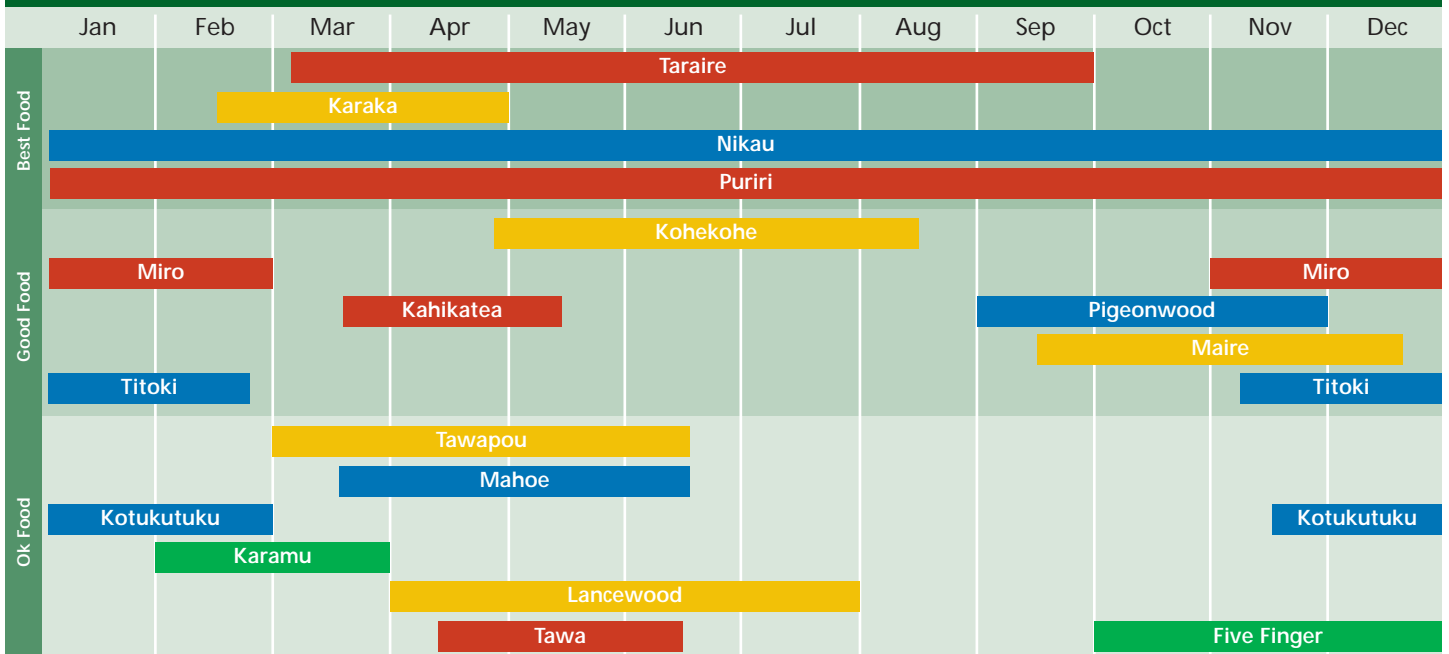 Jan Feb Mar Apr May Jun Jul Aug Sep Oct Nov Dec
Best Food
Taraire
Karaka
Nikau
Puriri
Good Food
Kohekohe
Miro Miro
Kahikatea Pigeonwood
Maire
Titoki Titoki
Ok Food
Tawapou
Mahoe
Kotukutuku Kotukutuku
Karamu
Lancewood
Tawa Five Finger